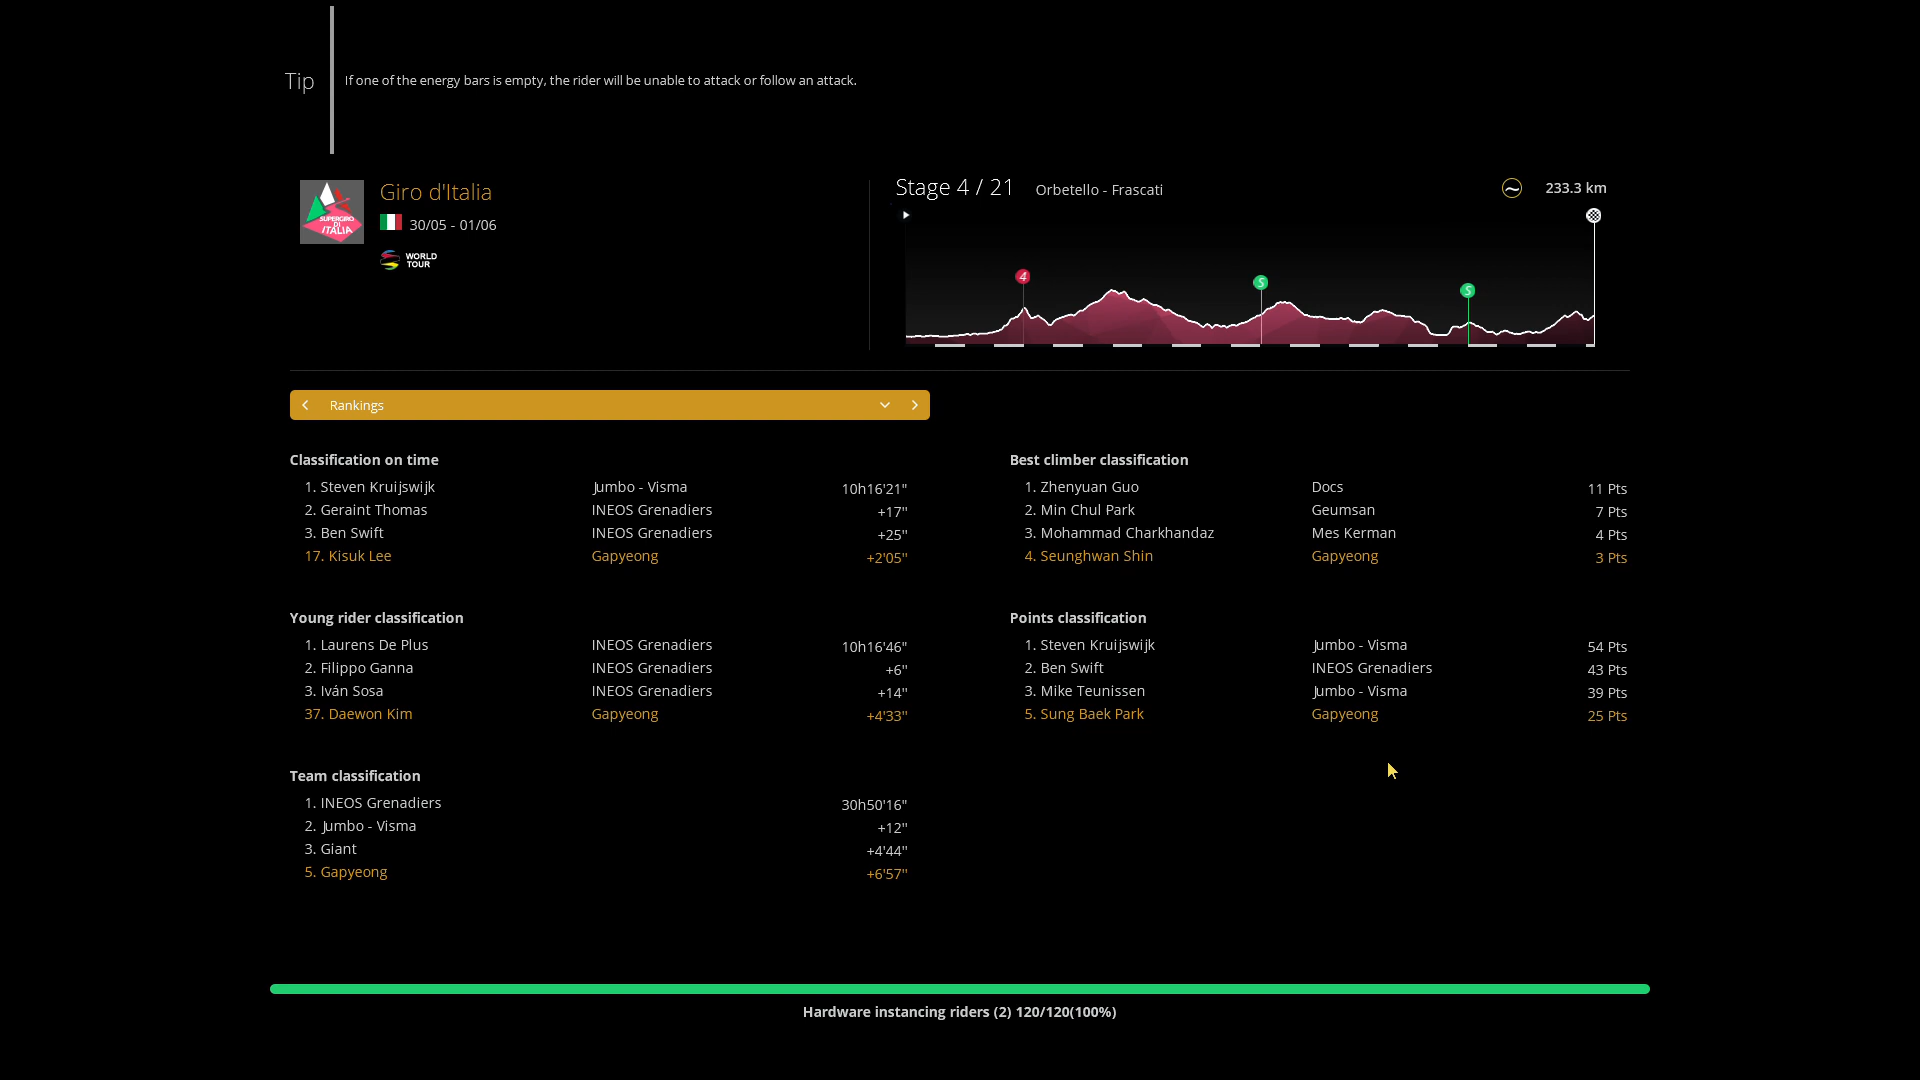 Tip
If one of the energy bars is empty, the rider will be unable to attack or follow an attack.
Giro d'Italia
SUPERGIRO
DI
ITALIA
30/05 - 01/06
WORLD
TOUR
Stage 4 / 21 Orbetello - Frascati 233.3 km
4
S
S
Rankings
Classification on time
1. Steven Kruijswijk Jumbo - Visma 10h16'21''
2. Geraint Thomas INEOS Grenadiers +17''
3. Ben Swift INEOS Grenadiers +25''
17. Kisuk Lee Gapyeong +2'05''
Best climber classification
1. Zhenyuan Guo Docs 11 Pts
2. Min Chul Park Geumsan 7 Pts
3. Mohammad Charkhandaz Mes Kerman 4 Pts
4. Seunghwan Shin Gapyeong 3 Pts
Young rider classification
1. Laurens De Plus INEOS Grenadiers 10h16'46''
2. Filippo Ganna INEOS Grenadiers +6''
3. Iván Sosa INEOS Grenadiers +14''
37. Daewon Kim Gapyeong +4'33''
Points classification
1. Steven Kruijswijk Jumbo - Visma 54 Pts
2. Ben Swift INEOS Grenadiers 43 Pts
3. Mike Teunissen Jumbo - Visma 39 Pts
5. Sung Baek Park Gapyeong 25 Pts
Team classification
1. INEOS Grenadiers 30h50'16''
2. Jumbo - Visma +12''
3. Giant +4'44''
5. Gapyeong +6'57''
Hardware instancing riders (2) 120/120(100%)